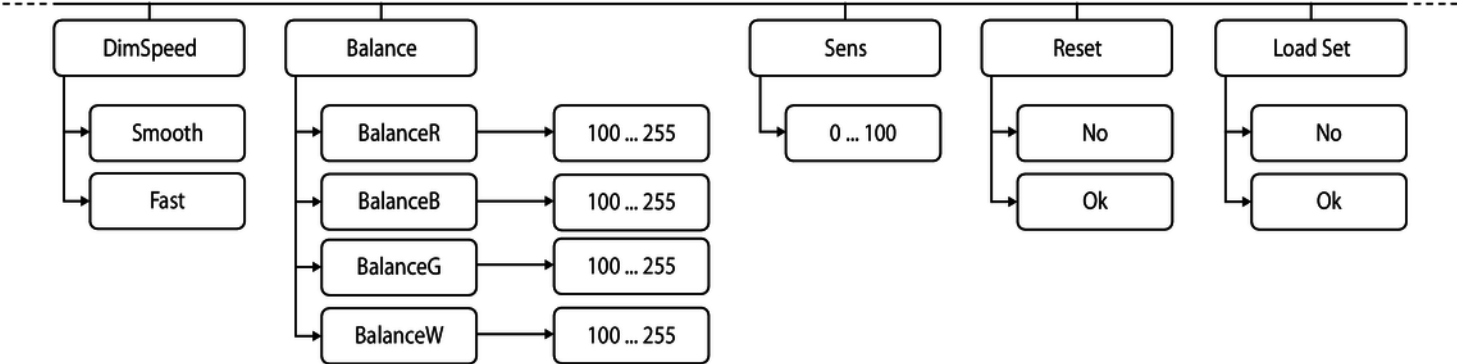 DimSpeed
Smooth
Fast
Balance
BalanceR
100 ... 255
BalanceB
100 ... 255
BalanceG
100 ... 255
BalanceW
100 ... 255
Sens
0 ... 100
Reset
No
Ok
Load Set
No
Ok